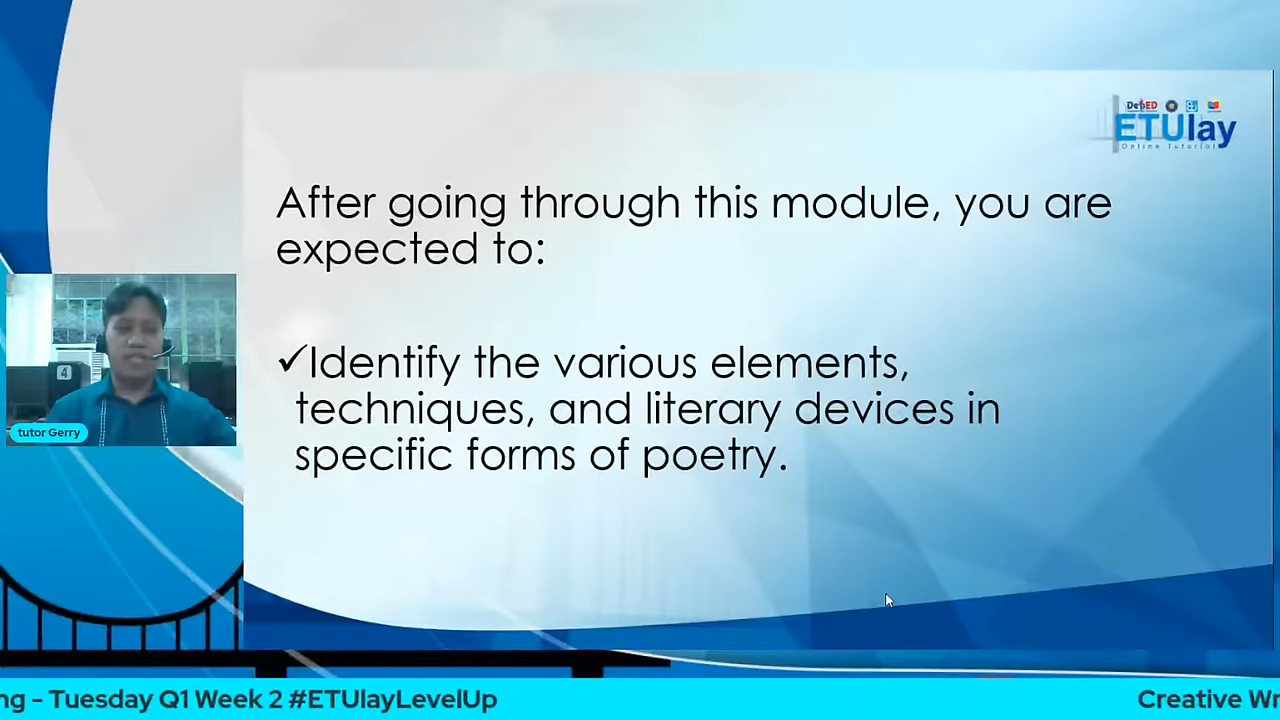 DepED
ETUlay
Online Tutorial
After going through this module, you are
expected to:
✓Identify the various elements,
techniques, and literary devices in
specific forms of poetry.
4
tutor Gerry
ng - Tuesday Q1 Week 2 #ETUlayLevelUp
Creative Wr